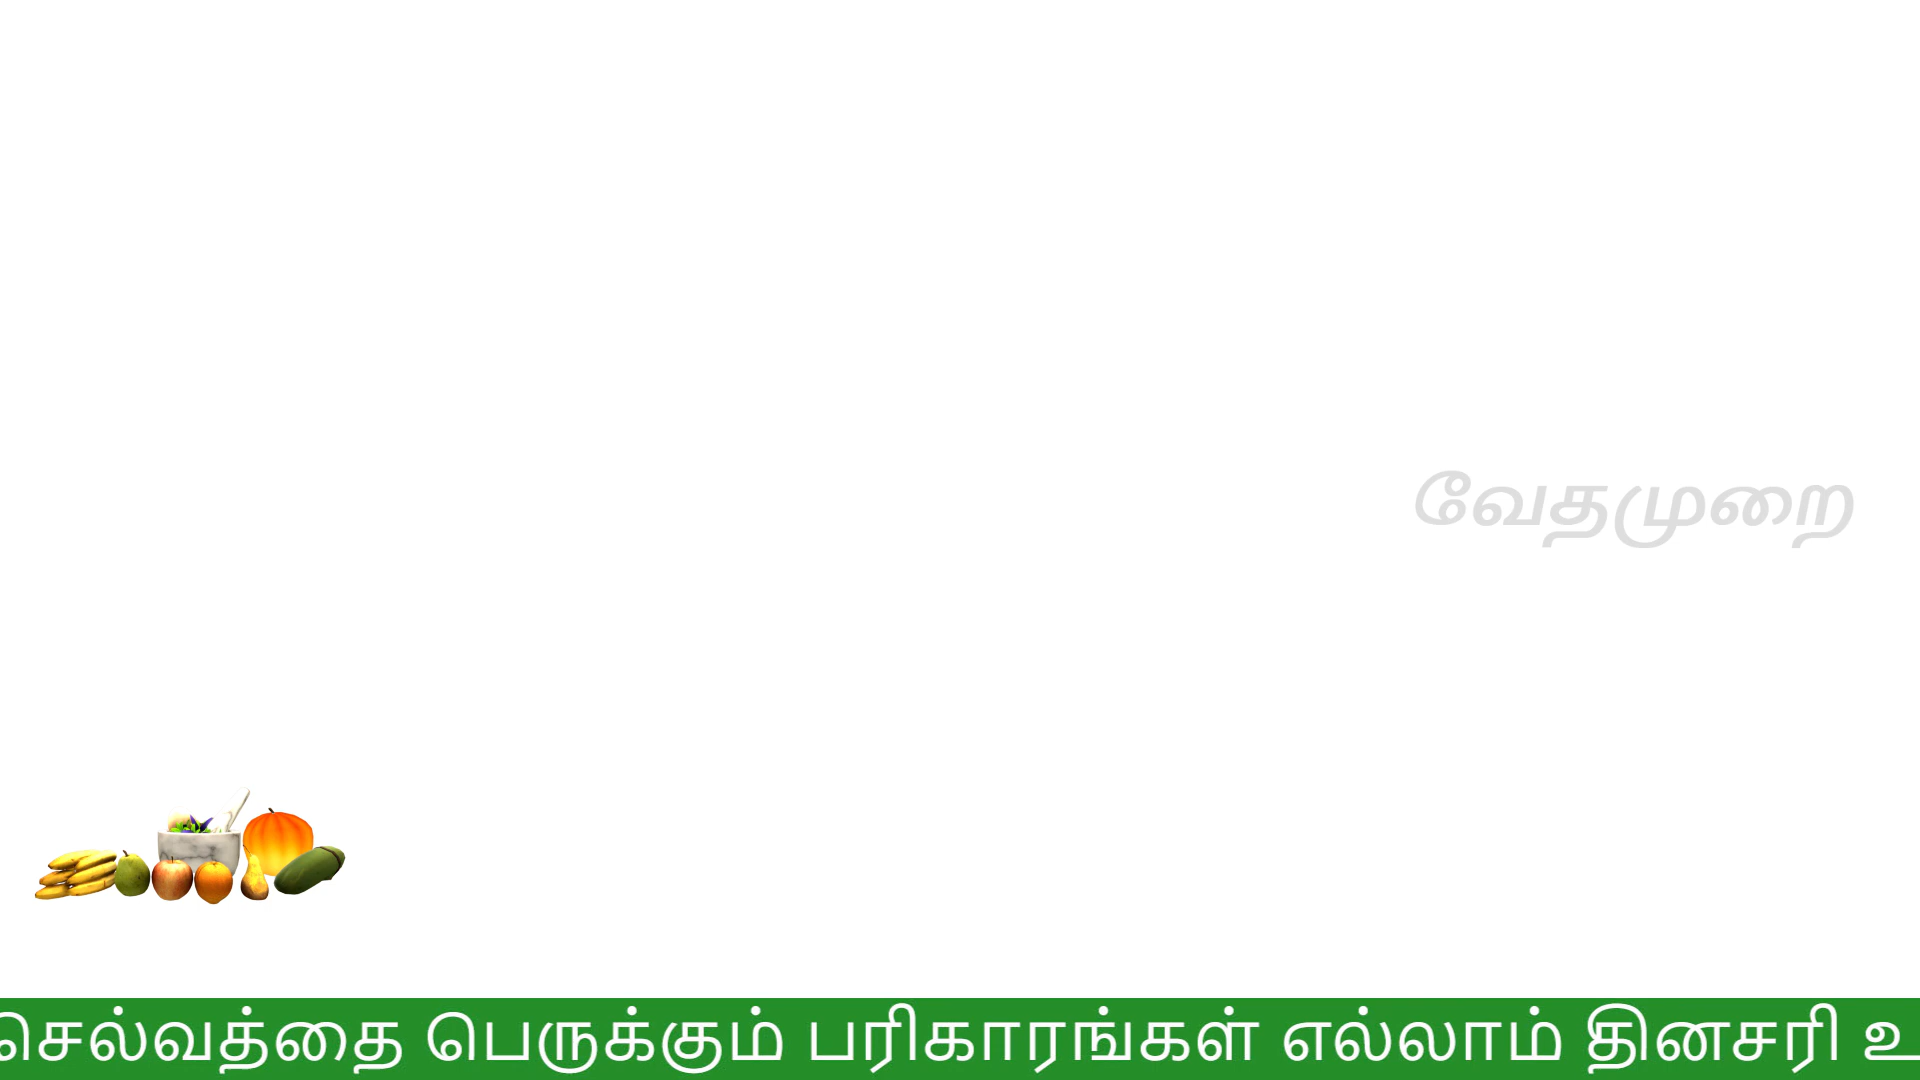 வேதமுறை
செல்வத்தை பெருக்கும் பரிகாரங்கள் எல்லாம் தினசரி உ